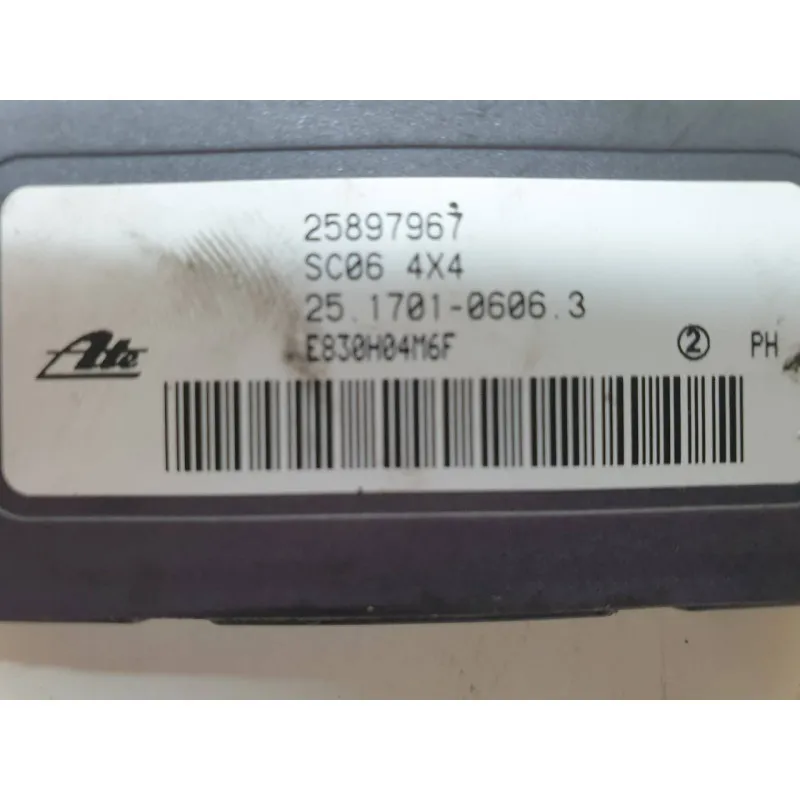 25897967
SC06 4X4
25.1701-0606.3
E830H04M6F
Ate
② PH